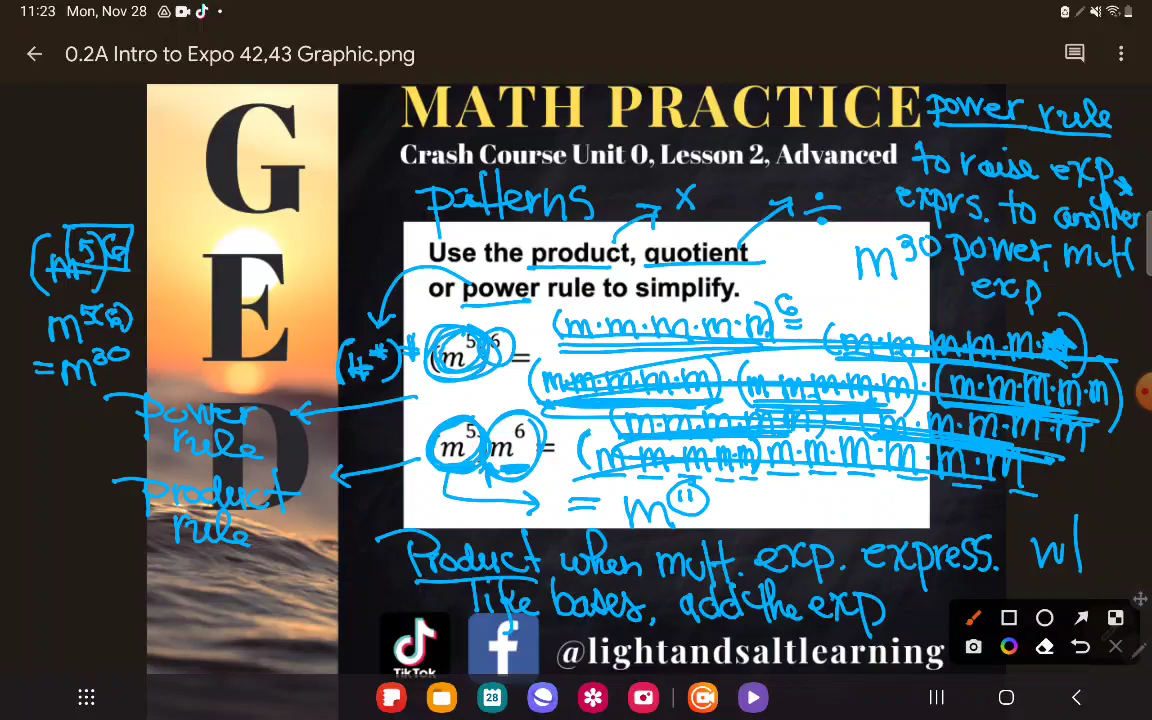 11:23 Mon, Nov 28
0.2A Intro to Expo 42,43 Graphic.png
GED
MATH PRACTICE
Crash Course Unit 0, Lesson 2, Advanced
power rule
to raise exp
exprs. to another
power, mult
exp
m³⁰
patterns x ÷
Use the product, quotient
or power rule to simplify.
(m⁵)⁶ =
(m·m·m·m·m)⁶ =
(m·m·m·m·m)
(m·m·m·m·m)·(m·m·m·m·m)·(m·m·m·m·m)
(m·m·m·m·m)·(m·m·m·m·m
m⁵·m⁶ =
(m·m·m·m·m)m·m·m·m·m·m
= m¹¹
m⁵⁽⁶⁾
= m³⁰
power
rule
product
rule
Product when mult. exp. express. w/
like bases, add the exp
TikTok
@lightandsaltlearning
28